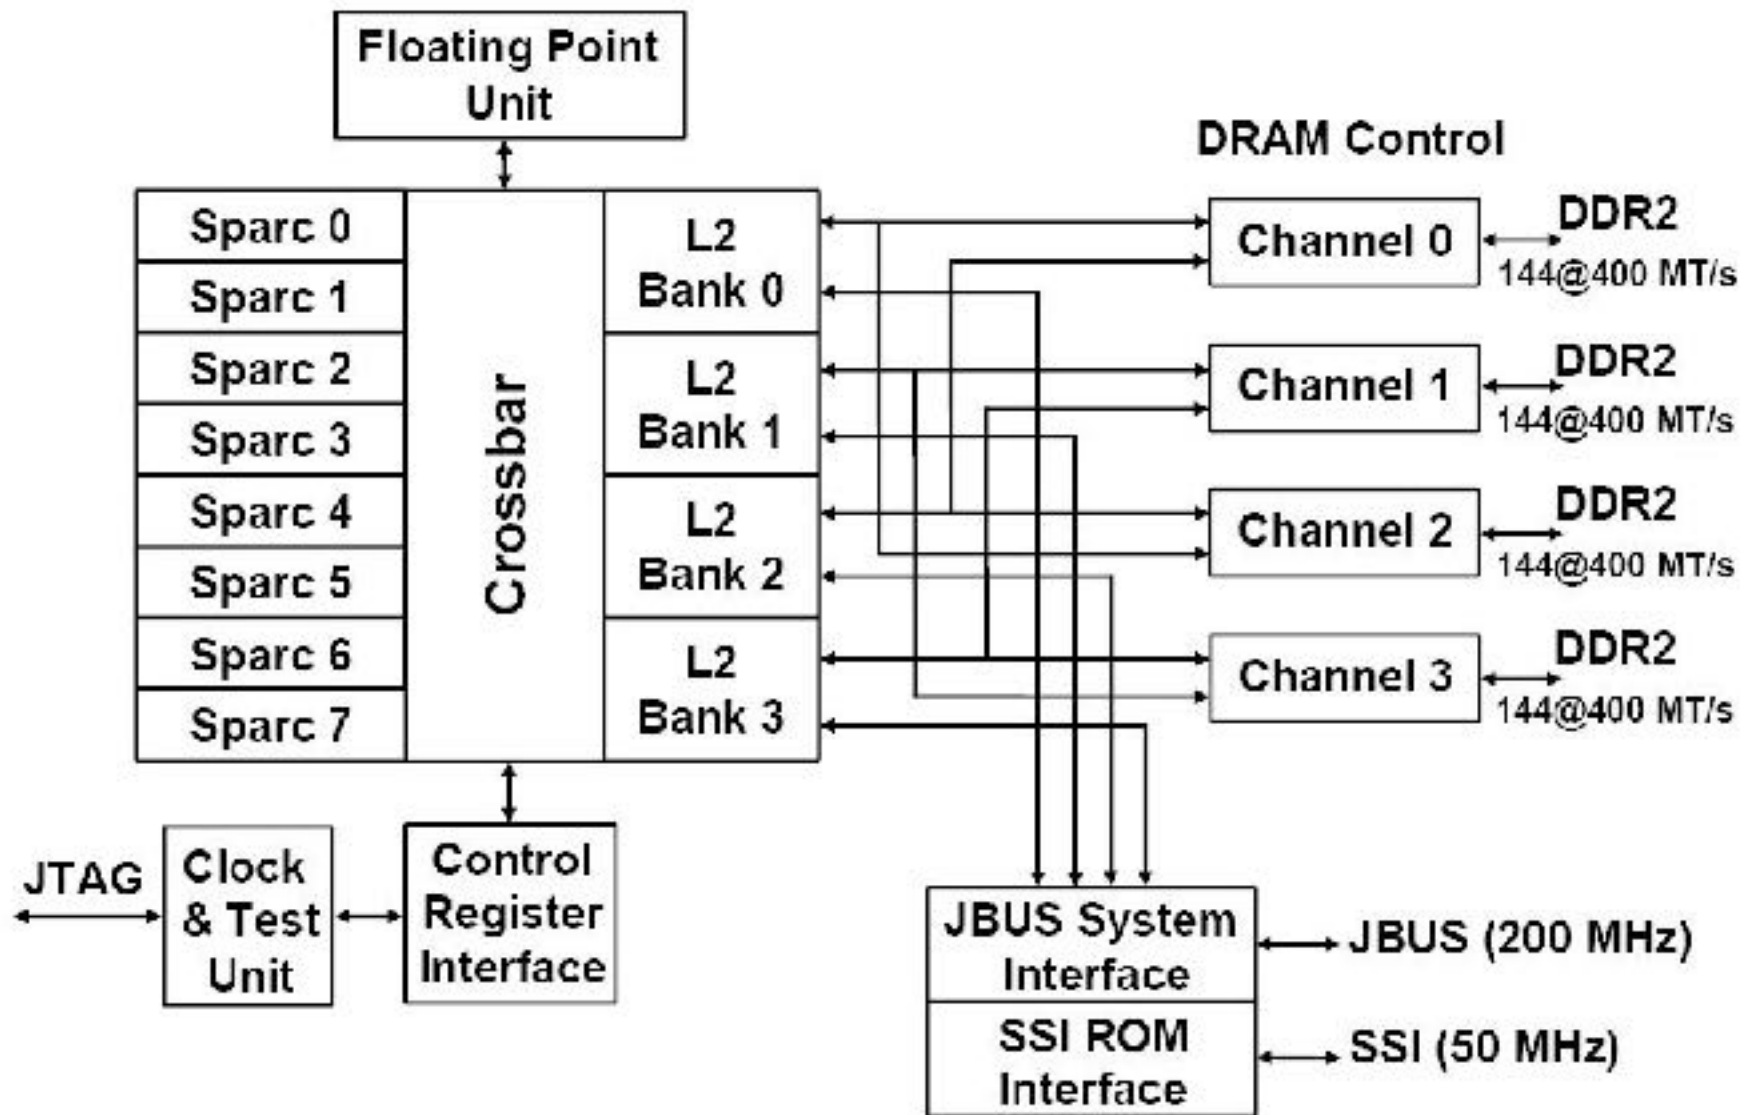 Floating Point
Unit
DRAM Control
Sparc 0
Sparc 1
Sparc 2
Sparc 3
Sparc 4
Sparc 5
Sparc 6
Sparc 7
Crossbar
L2
Bank 0
L2
Bank 1
L2
Bank 2
L2
Bank 3
Channel 0
DDR2
144@400 MT/s
Channel 1
DDR2
144@400 MT/s
Channel 2
DDR2
144@400 MT/s
Channel 3
DDR2
144@400 MT/s
JTAG
Clock
& Test
Unit
Control
Register
Interface
JBUS System
Interface
JBUS (200 MHz)
SSI ROM
Interface
SSI (50 MHz)